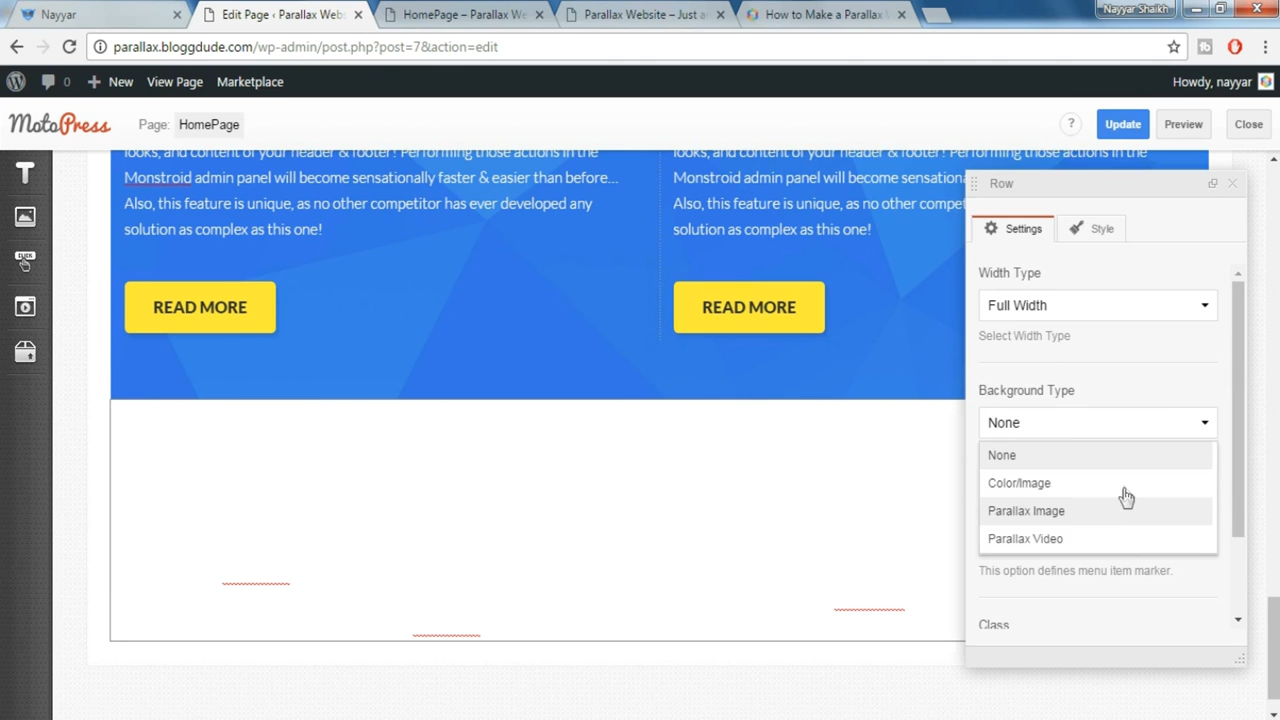 Nayyar
Edit Page ‹ Parallax Webs
HomePage – Parallax We
Parallax Website – Just a
How to Make a Parallax
Nayyar Shaikh
parallax.bloggdude.com/wp-admin/post.php?post=7&action=edit
0
New
View Page
Marketplace
Howdy, nayyar
MotoPress
Page: HomePage
?
Update
Preview
Close
looks, and content of your header & footer! Performing those actions in the
Monstroid admin panel will become sensationally faster & easier than before...
Also, this feature is unique, as no other competitor has ever developed any
solution as complex as this one!
READ MORE
looks, and content of your header & footer! Performing those actions in the
Monstroid admin panel will become sensationa
Also, this feature is unique, as no other compet
solution as complex as this one!
READ MORE
CLICK
Row
Settings
Style
Width Type
Full Width
Select Width Type
Background Type
None
None
Color/Image
Parallax Image
Parallax Video
This option defines menu item marker.
Class